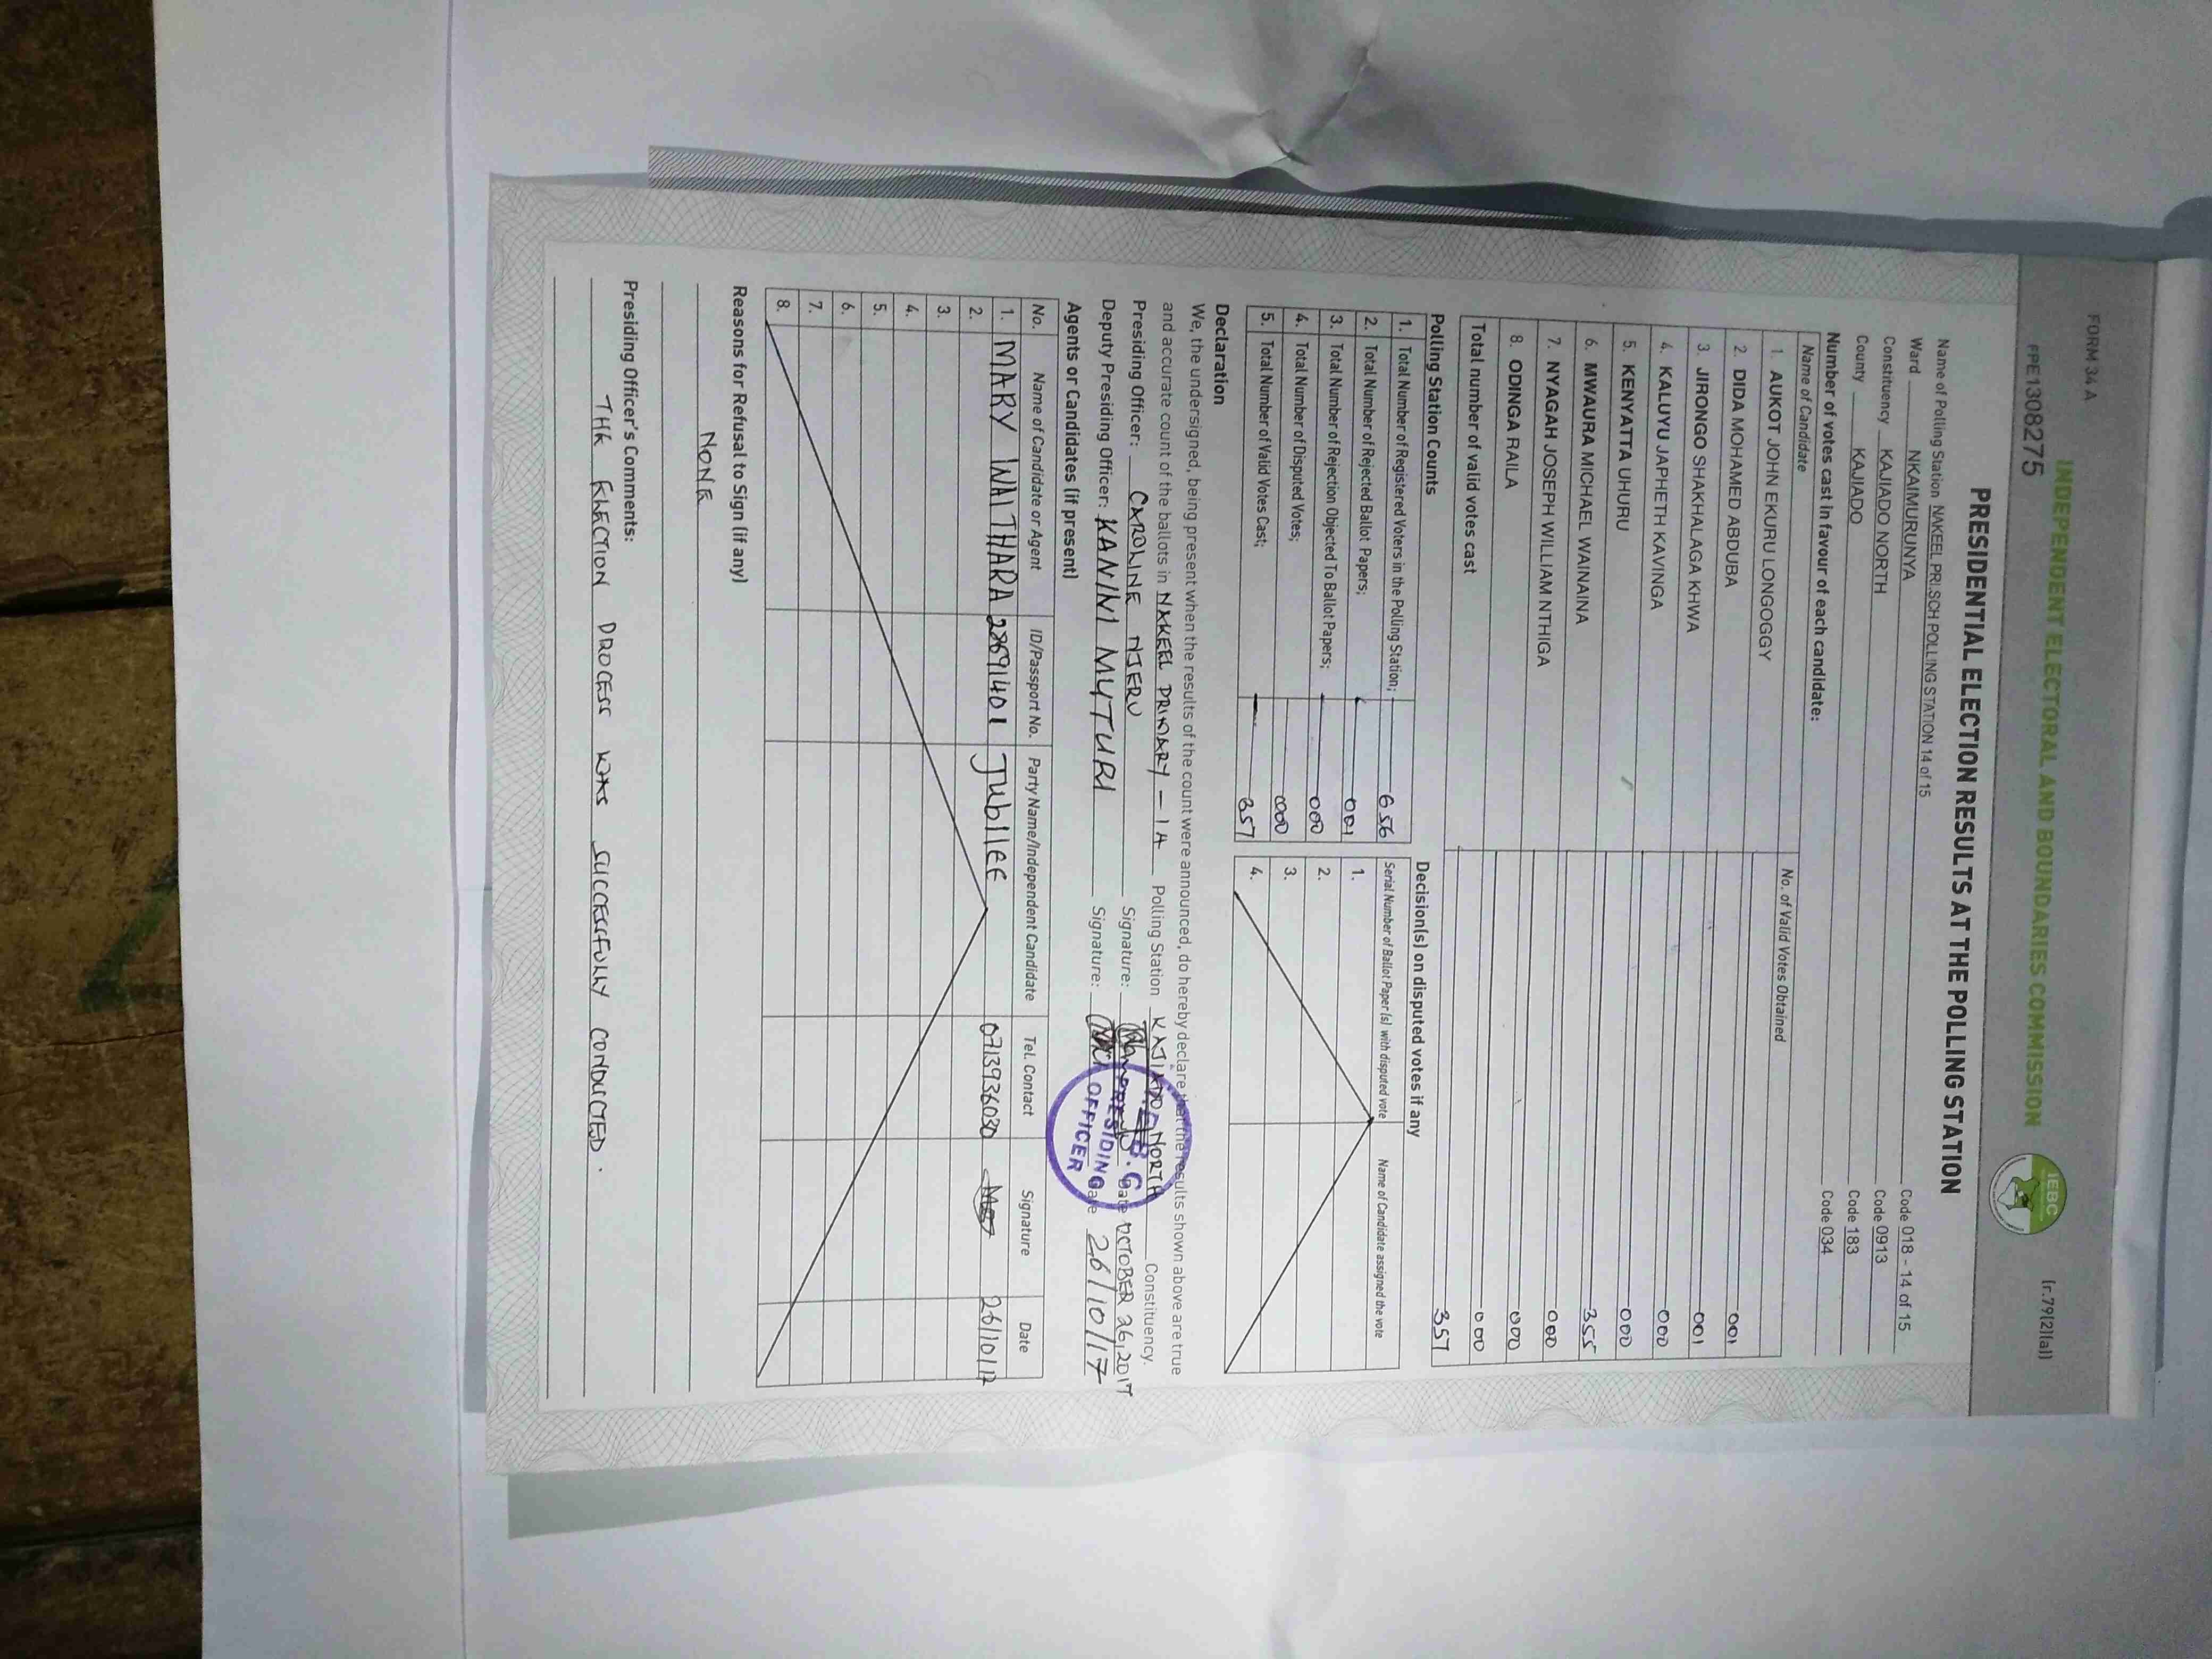 FORM 34 A
(r.79(2)(a))
INDEPENDENT ELECTORAL AND BOUNDARIES COMMISSION
IEBC
FPE1308275
PRESIDENTIAL ELECTION RESULTS AT THE POLLING STATION
Name of Polling Station NAKEEL PRI.SCH POLLING STATION 14 of 15 Code 018 - 14 of 15
Ward NKAIMURUNYA Code 0913
Constituency KAJIADO NORTH Code 183
County KAJIADO Code 034
Number of votes cast in favour of each candidate:
Name of Candidate No. of Valid Votes Obtained
1. AUKOT JOHN EKURU LONGOGGY 001
2. DIDA MOHAMED ABDUBA 001
3. JIRONGO SHAKHALAGA KHWA 000
4. KALUYU JAPHETH KAVINGA 000
5. KENYATTA UHURU 355
6. MWAURA MICHAEL WAINAINA 000
7. NYAGAH JOSEPH WILLIAM NTHIGA 000
8. ODINGA RAILA 000
Total number of valid votes cast 357
Polling Station Counts
1. Total Number of Registered Voters in the Polling Station; 656
2. Total Number of Rejected Ballot Papers; 001
3. Total Number of Rejection Objected To Ballot Papers; 000
4. Total Number of Disputed Votes; 000
5. Total Number of Valid Votes Cast; 357
Decision(s) on disputed votes if any
Serial Number of Ballot Paper (s) with disputed vote Name of Candidate assigned the vote
1.
2.
3.
4.
Declaration
We, the undersigned, being present when the results of the count were announced, do hereby declare that the results shown above are true
and accurate count of the ballots in NAKEEL PRIMARY - 1A Polling Station KAJIADO NORTH Constituency.
Presiding Officer: CAROLINE NJERU Signature: Date OCTOBER 26, 2017
Deputy Presiding Officer: KANINI MUTURI Signature: Date 26/10/17
PRESIDING
OFFICER
Agents or Candidates (if present)
No. Name of Candidate or Agent ID/Passport No. Party Name/Independent Candidate Tel. Contact Signature Date
1. MARY WAITHARA 28691401 JUBILEE 0713936030 26/10/17
2.
3.
4.
5.
6.
7.
8.
Reasons for Refusal to Sign (if any)
NONE
Presiding Officer's Comments:
THE ELECTION PROCESS WAS SUCCESSFULLY CONDUCTED.